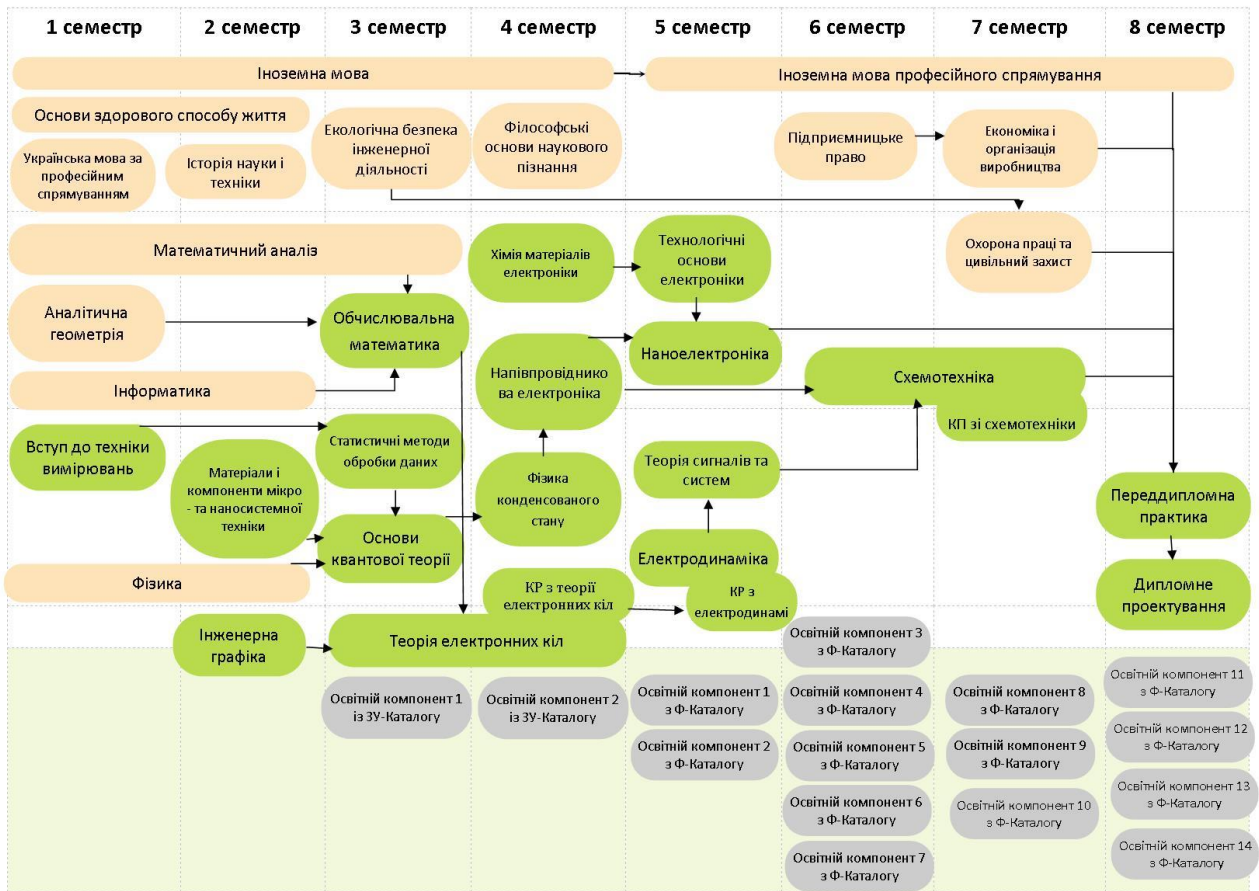 1 семестр
2 семестр
3 семестр
4 семестр
5 семестр
6 семестр
7 семестр
8 семестр
Іноземна мова
Іноземна мова професійного спрямування
Основи здорового способу життя
Українська мова за
професійним
спрямуванням
Історія науки і
техніки
Екологічна безпека
інженерної
діяльності
Філософські
основи наукового
пізнання
Підприємницьке
право
Економіка і
організація
виробництва
Математичний аналіз
Хімія матеріалів
електроніки
Технологічні
основи
електроніки
Охорона праці та
цивільний захист
Аналітична
геометрія
Обчислювальна
математика
Наноелектроніка
Інформатика
Напівпровіднико
ва електроніка
Схемотехніка
КП зі схемотехніки
Вступ до техніки
вимірювань
Матеріали і
компоненти мікро
- та наносистемної
техніки
Статистичні методи
обробки даних
Фізика
конденсованого
стану
Теорія сигналів та
систем
Переддипломна
практика
Основи
квантової теорії
Електродинаміка
Фізика
КР з теорії
електронних кіл
КР з
електродинамі
Дипломне
проектування
Інженерна
графіка
Теорія електронних кіл
Освітній компонент 3
з Ф-Каталогу
Освітній компонент 1
із ЗУ-Каталогу
Освітній компонент 2
із ЗУ-Каталогу
Освітній компонент 1
з Ф-Каталогу
Освітній компонент 4
з Ф-Каталогу
Освітній компонент 8
з Ф-Каталогу
Освітній компонент 11
з Ф-Каталогу
Освітній компонент 2
з Ф-Каталогу
Освітній компонент 5
з Ф-Каталогу
Освітній компонент 9
з Ф-Каталогу
Освітній компонент 12
з Ф-Каталогу
Освітній компонент 6
з Ф-Каталогу
Освітній компонент 10
з Ф-Каталогу
Освітній компонент 13
з Ф-Каталогу
Освітній компонент 7
з Ф-Каталогу
Освітній компонент 14
з Ф-Каталогу